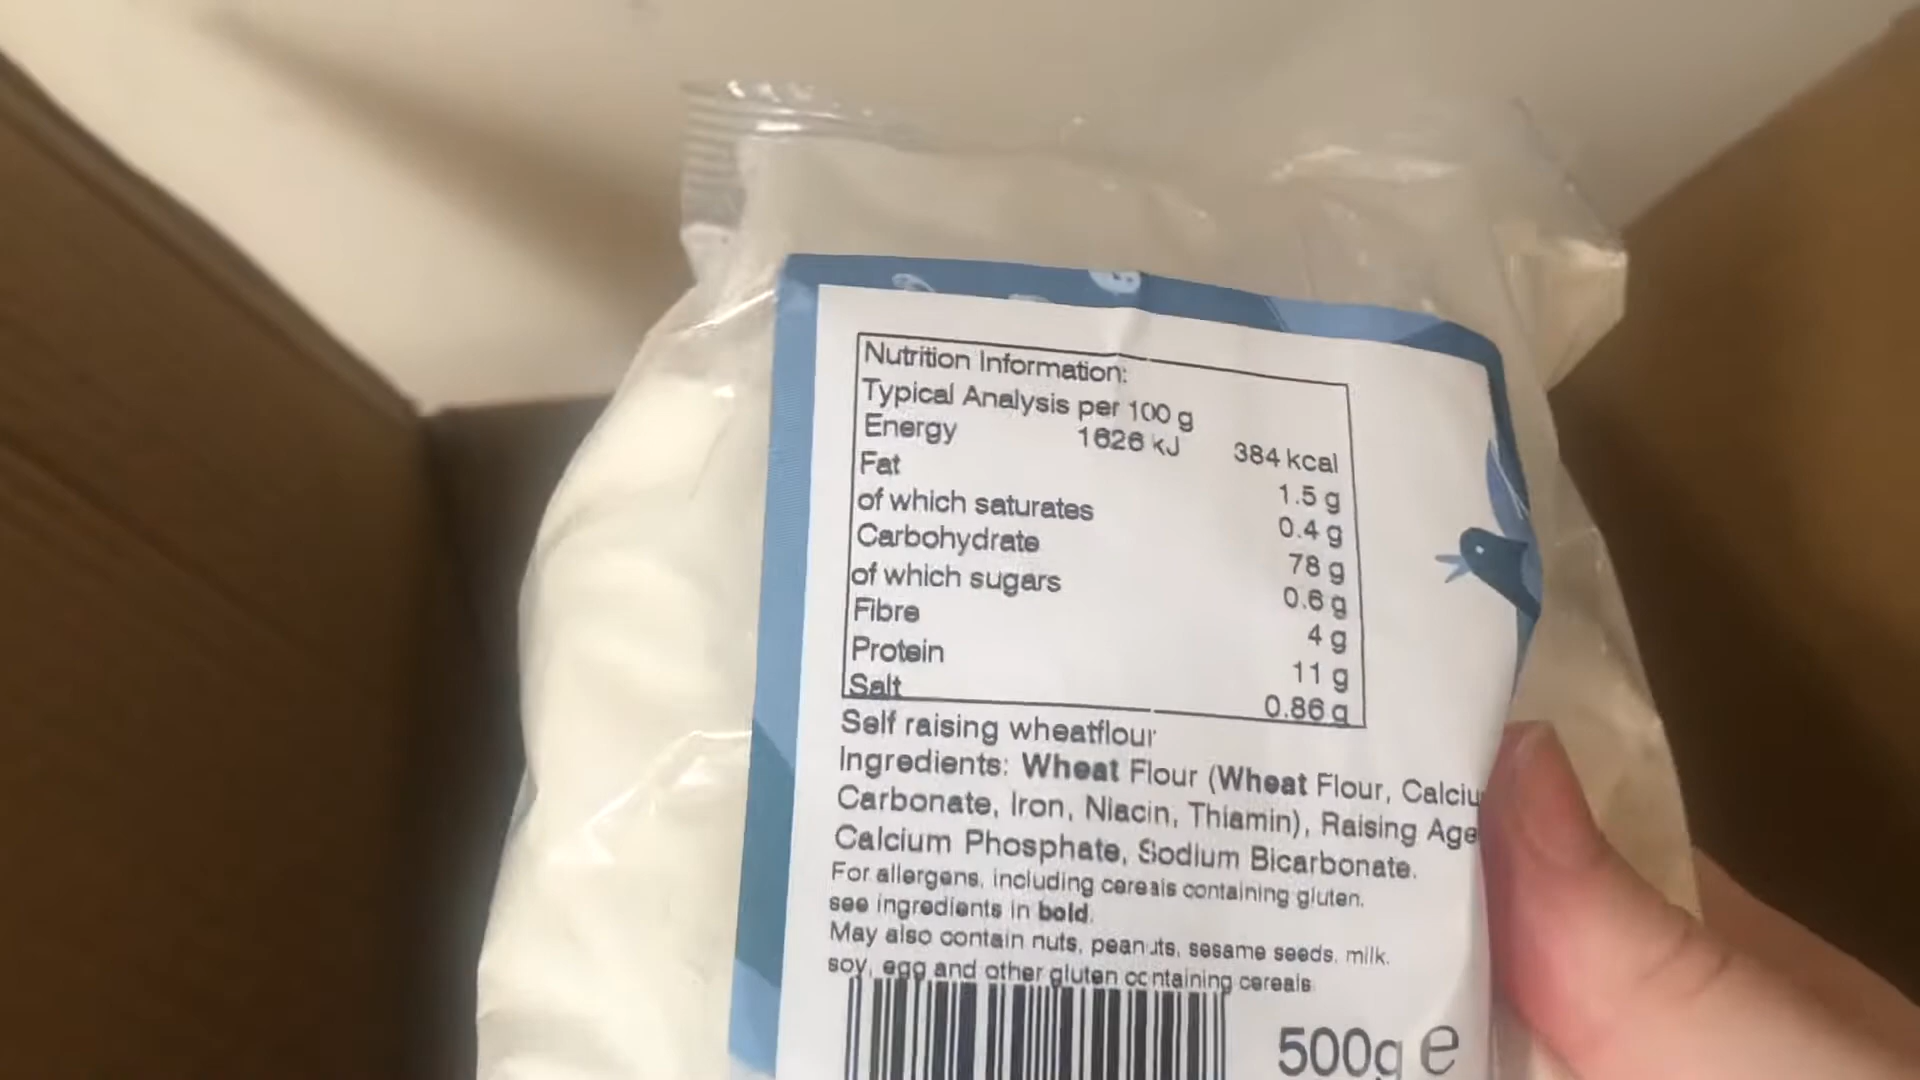 Nutrition Information:
Typical Analysis per 100 g
Energy 1626 kJ 384 kcal
Fat 1.5 g
of which saturates 0.4 g
Carbohydrate 78 g
of which sugars 0.6 g
Fibre 4 g
Protein 11 g
Salt 0.86 g
Self raising wheatflour
Ingredients: Wheat Flour (Wheat Flour, Calciu
Carbonate, Iron, Niacin, Thiamin), Raising Age
Calcium Phosphate, Sodium Bicarbonate.
For allergens, including cereals containing gluten.
see ingredients in bold.
May also contain nuts, peanuts, sesame seeds, milk.
soy, egg and other gluten containing cereals
500g e